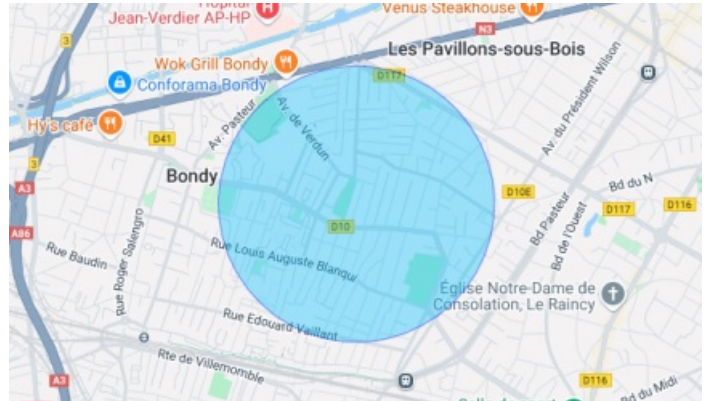 Jean-Verdier AP-HP
Venus Steakhouse
N3
3
Les Pavillons-sous-Bois
Wok Grill Bondy
D117
Conforama Bondy
Av. Pasteur
Av. de Verdun
Av. du Président Wilson
Hy's café
D41
3
Bondy
A3
D10E
Bd du N
D117
D116
D10
Bd Pasteur
Bd de l'Ouest
A86
Rue Baudin
Rue Roger Salengro
Rue Louis Auguste Blanqui
Église Notre-Dame de
Consolation, Le Raincy
Rue Edouard Vaillant
Rte de Villemomble
A3
D116
Bd du Midi